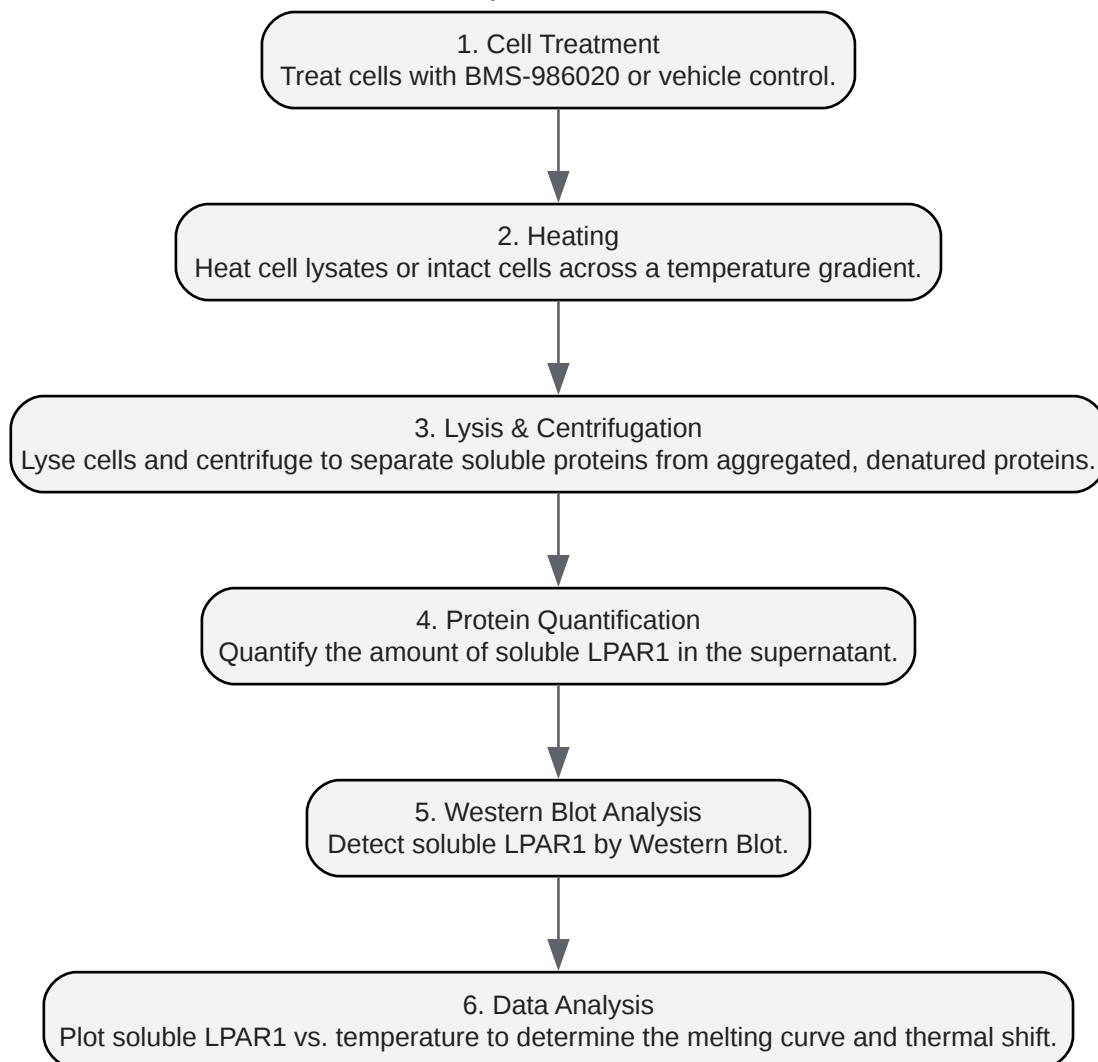 1. Cell Treatment
Treat cells with BMS-986020 or vehicle control.
2. Heating
Heat cell lysates or intact cells across a temperature gradient.
3. Lysis & Centrifugation
Lyse cells and centrifuge to separate soluble proteins from aggregated, denatured proteins.
4. Protein Quantification
Quantify the amount of soluble LPAR1 in the supernatant.
5. Western Blot Analysis
Detect soluble LPAR1 by Western Blot.
6. Data Analysis
Plot soluble LPAR1 vs. temperature to determine the melting curve and thermal shift.